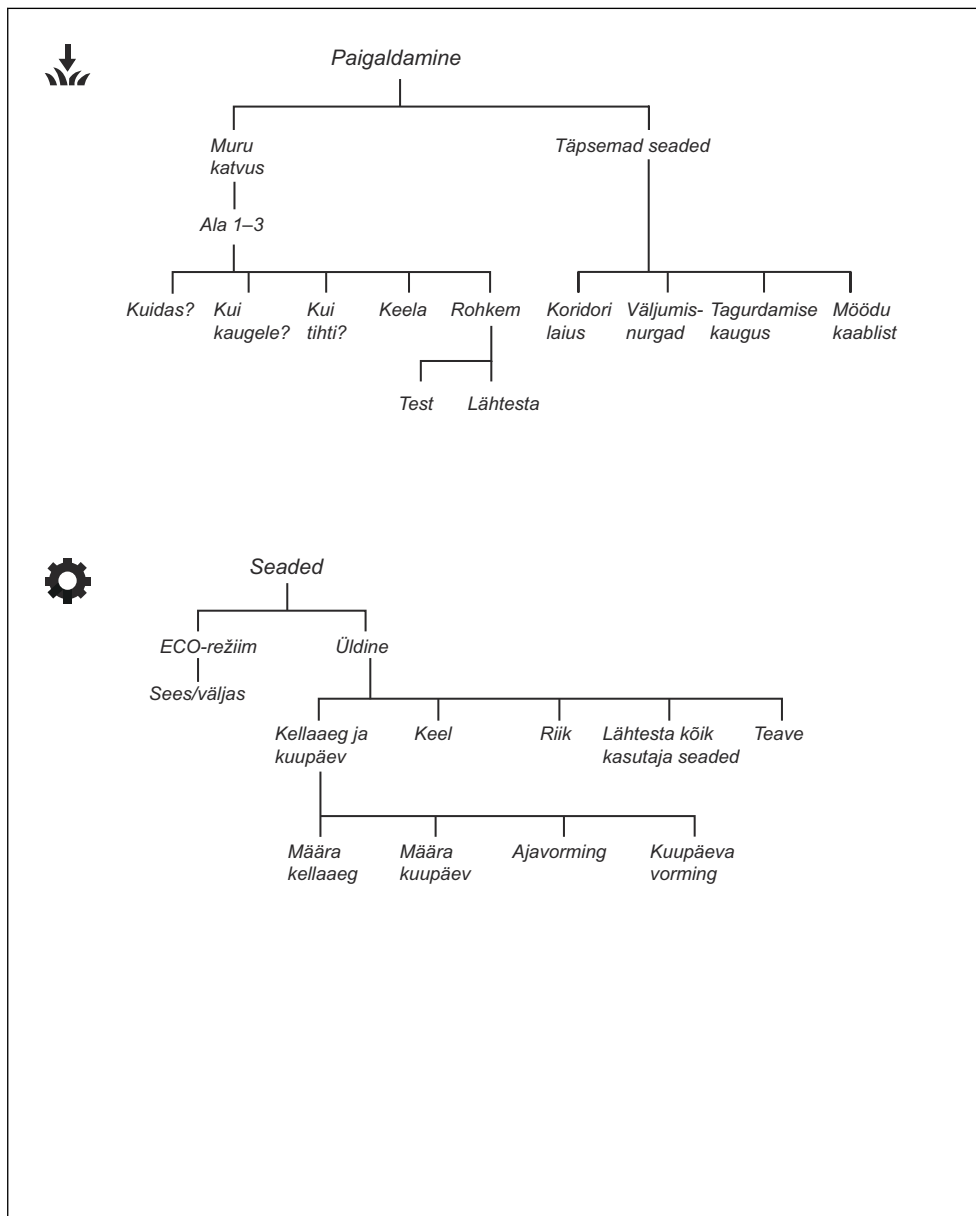 Paigaldamine
Muru
katvus
Täpsemad seaded
Ala 1–3
Kuidas?
Kui
kaugele?
Kui
tihti?
Keela
Rohkem
Koridori
laius
Väljumis-
nurgad
Tagurdamise
kaugus
Möödu
kaablist
Test
Lähtesta
Seaded
ECO-režiim
Üldine
Sees/väljas
Kellaaeg ja
kuupäev
Keel
Riik
Lähtesta kõik
kasutaja seaded
Teave
Määra
kellaaeg
Määra
kuupäev
Ajavorming
Kuupäeva
vorming